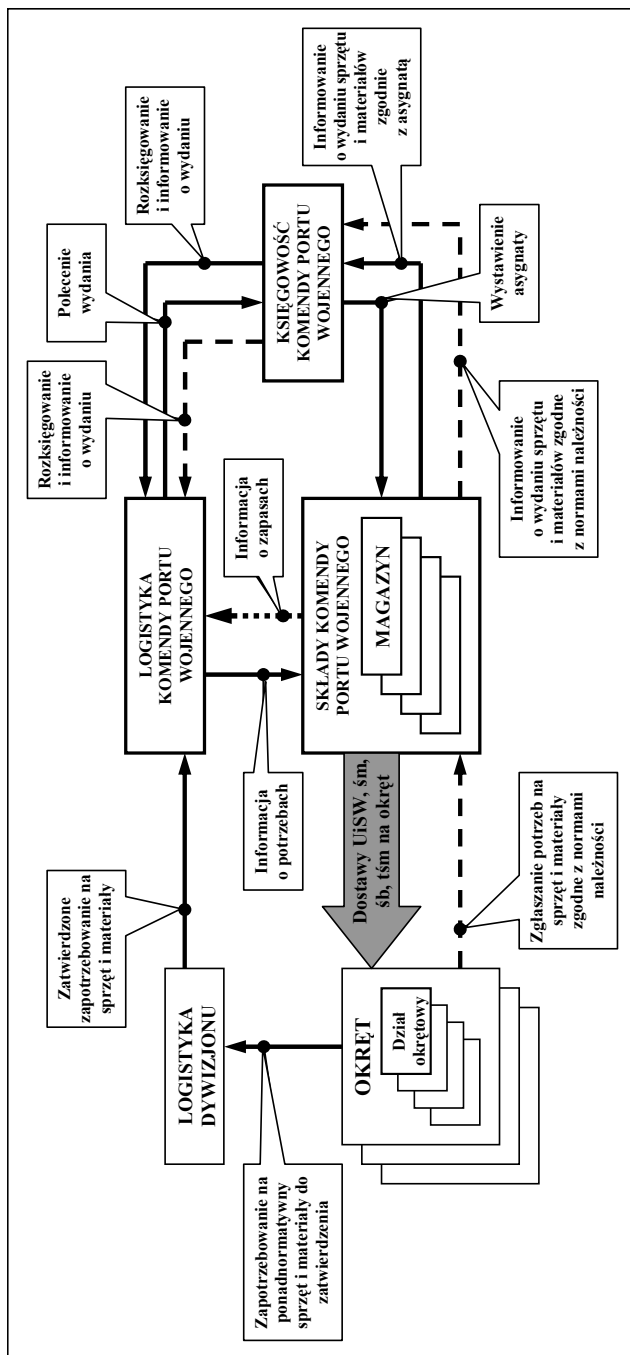 Zapotrzebowanie na
ponadnormatywny
sprzęt i materiały do
zatwierdzenia
Zatwierdzone
zapotrzebowanie na
sprzęt i materiały
LOGISTYKA
DYWIZJONU
OKRĘT
Dział
okrętowy
Zgłaszanie potrzeb na
sprzęt i materiały
zgodne z normami
należności
Dostawy UiSW, śm,
śb, tśm na okręt
Informacja
o potrzebach
LOGISTYKA
KOMENDY PORTU
WOJENNEGO
Informacja
o zapasach
SKŁADY KOMENDY
PORTU WOJENNEGO
MAGAZYN
Rozksięgowanie
i informowanie
o wydaniu
Polecenie
wydania
Rozksięgowanie
i informowanie
o wydaniu
KSIĘGOWOŚĆ
KOMENDY PORTU
WOJENNEGO
Informowanie
o wydaniu sprzętu
i materiałów
zgodnie
z asygnatą
Wystawienie
asygnaty
Informowanie
o wydaniu sprzętu
i materiałów zgodne
z normami należności